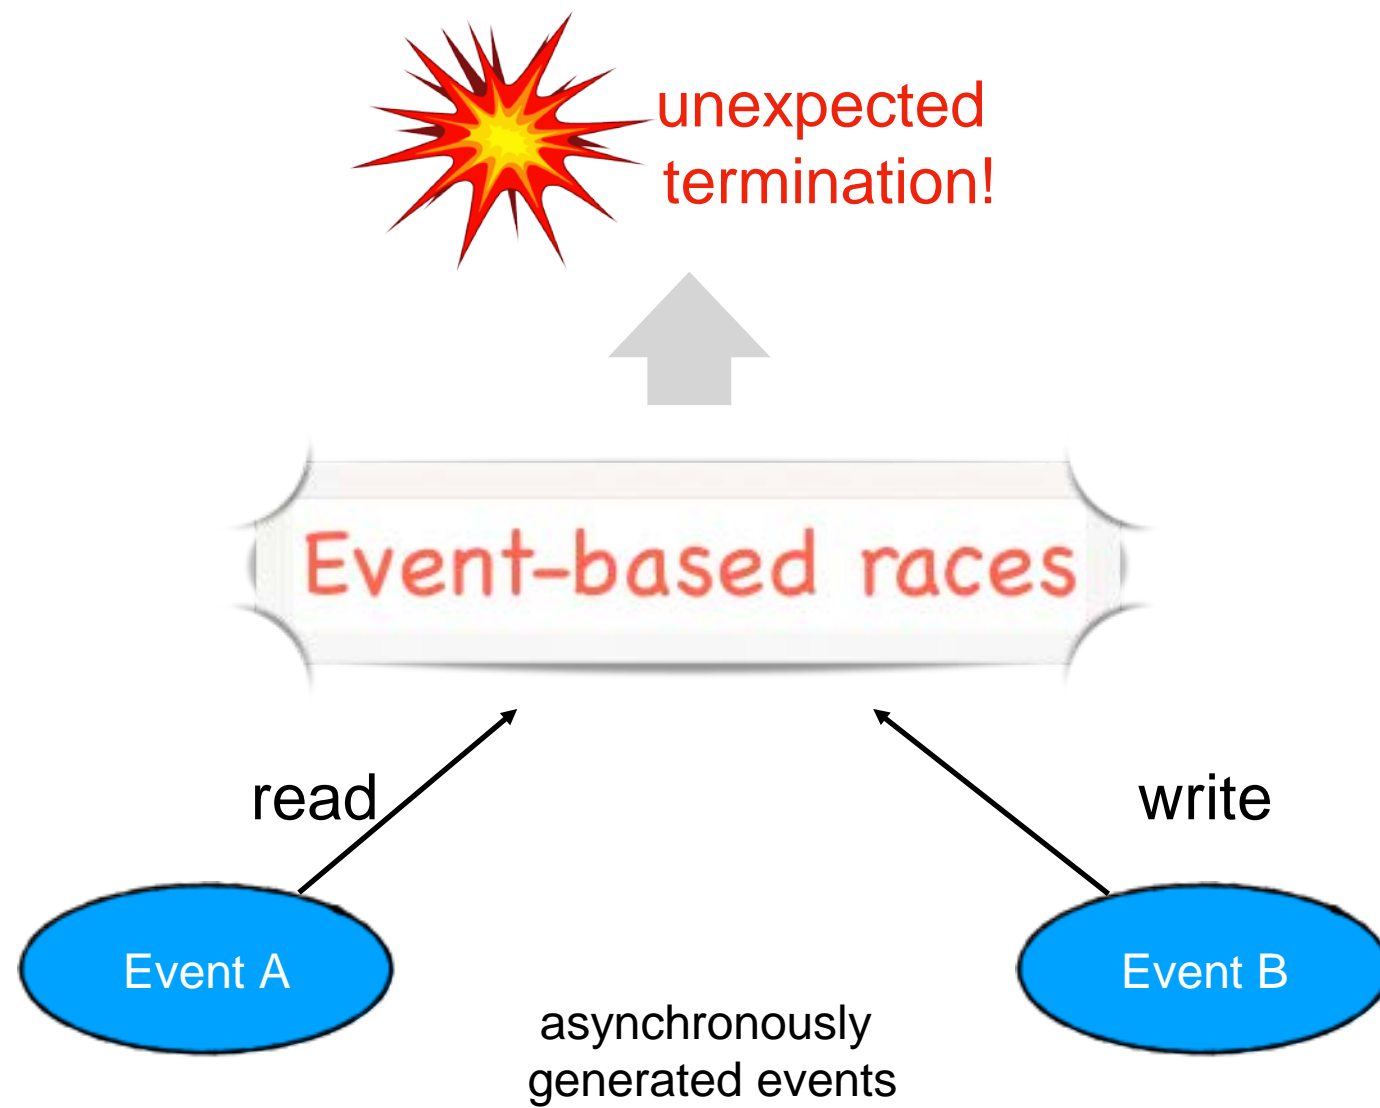 unexpected
termination!
Event-based races
read
write
Event A
Event B
asynchronously
generated events